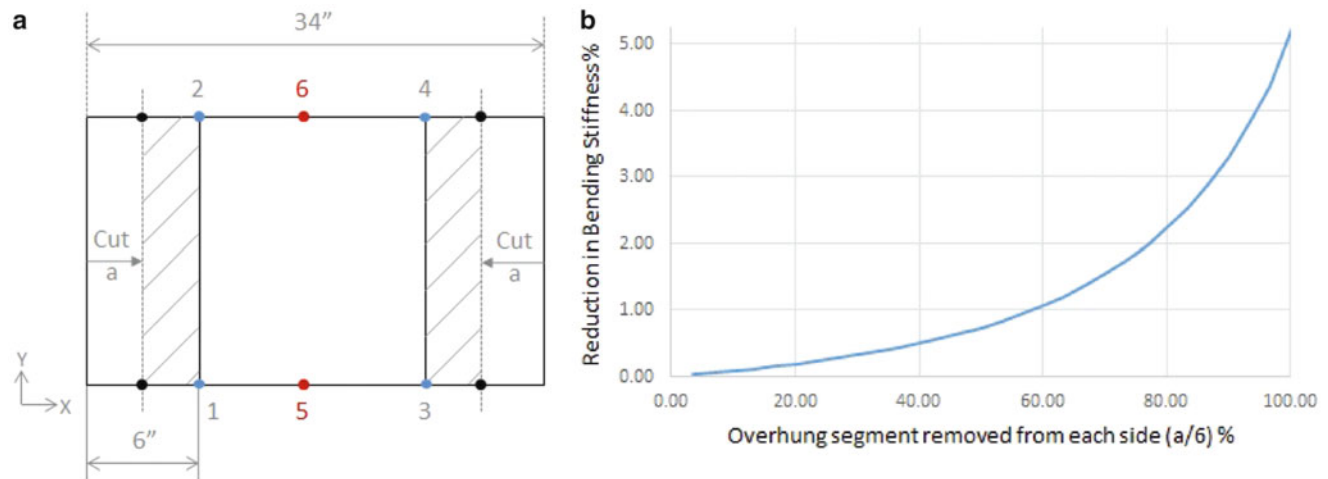 a
34”
2
6
4
Cut
a
Cut
a
Y
X
1
5
3
6”
b
Reduction in Bending Stiffness %
5.00
4.00
3.00
2.00
1.00
0.00
0.00 20.00 40.00 60.00 80.00 100.00
Overhung segment removed from each side (a/6) %